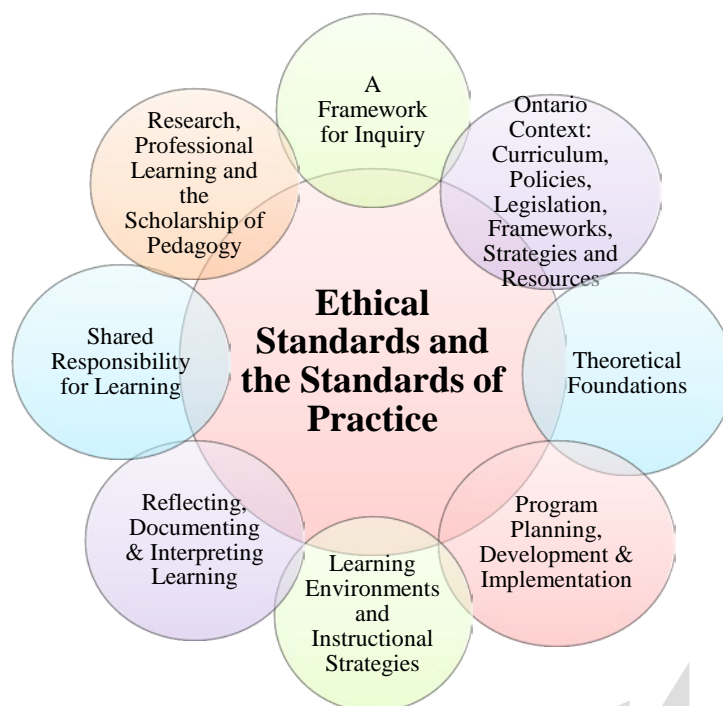 A
Framework
for Inquiry
Ontario
Context:
Curriculum,
Policies,
Legislation,
Frameworks,
Strategies and
Resources
Theoretical
Foundations
Program
Planning,
Development &
Implementation
Learning
Environments
and
Instructional
Strategies
Reflecting,
Documenting
& Interpreting
Learning
Shared
Responsibility
for Learning
Research,
Professional
Learning and
the
Scholarship of
Pedagogy
Ethical
Standards and
the Standards of
Practice